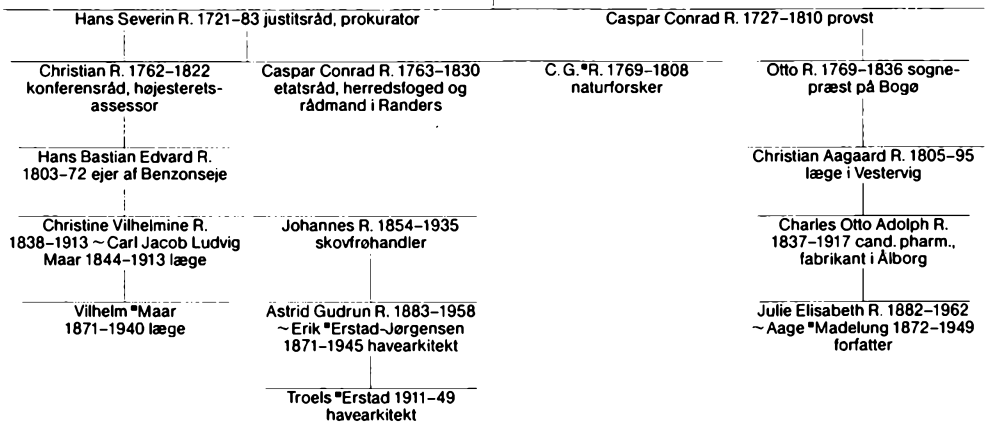 Hans Severin R. 1721–83 justitsråd, prokurator
Caspar Conrad R. 1727–1810 provst
Christian R. 1762–1822
konferensråd, højesterets-
assessor
Caspar Conrad R. 1763–1830
etatsråd, herredsfoged og
rådmand i Randers
C. G. ■R. 1769–1808
naturforsker
Otto R. 1769–1836 sogne-
præst på Bogø
Hans Bastian Edvard R.
1803–72 ejer af Benzonseje
Christian Aagaard R. 1805–95
læge i Vestervig
Christine Vilhelmine R.
1838–1913 ~ Carl Jacob Ludvig
Maar 1844–1913 læge
Johannes R. 1854–1935
skovfrøhandler
Charles Otto Adolph R.
1837–1917 cand. pharm.,
fabrikant i Ålborg
Vilhelm ■Maar
1871–1940 læge
Astrid Gudrun R. 1883–1958
~ Erik ■Erstad-Jørgensen
1871–1945 havearkitekt
Julie Elisabeth R. 1882–1962
~ Aage ■Madelung 1872–1949
forfatter
Troels ■Erstad 1911–49
havearkitekt